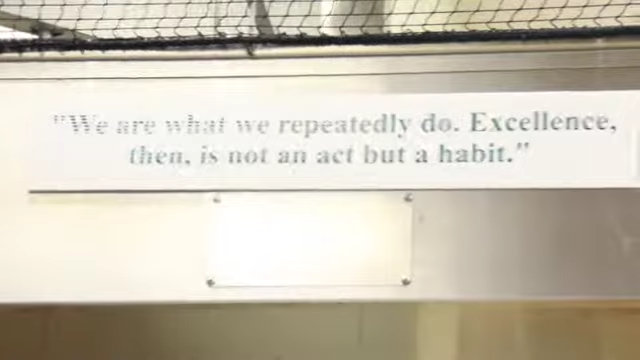 "We are what we repeatedly do. Excellence,
then, is not an act but a habit."